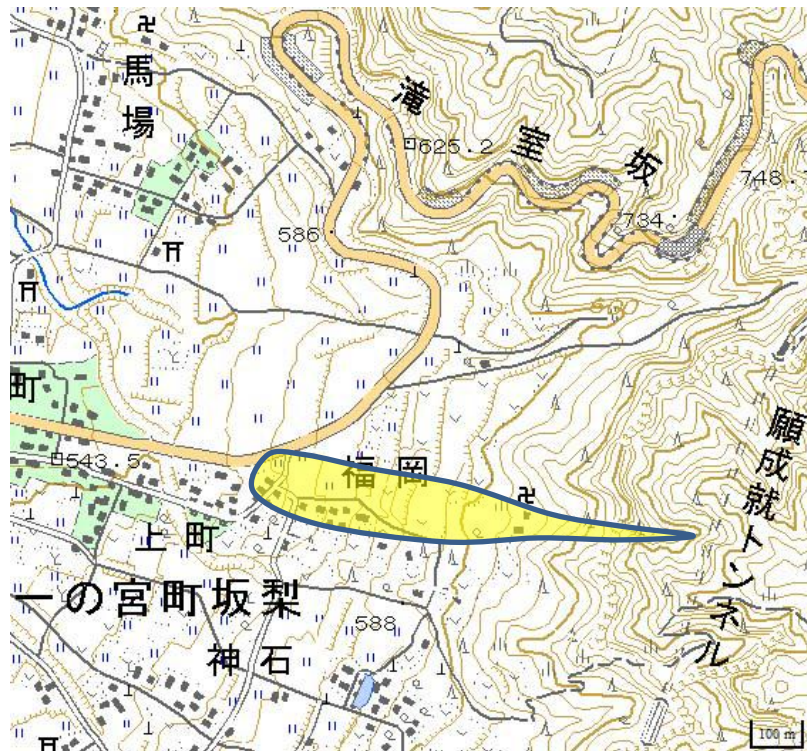 馬場
滝室坂
625.2
748.7
734
586
町
543.5
福岡
願成就トンネル
上町
一の宮町坂梨
588
神石
100 m